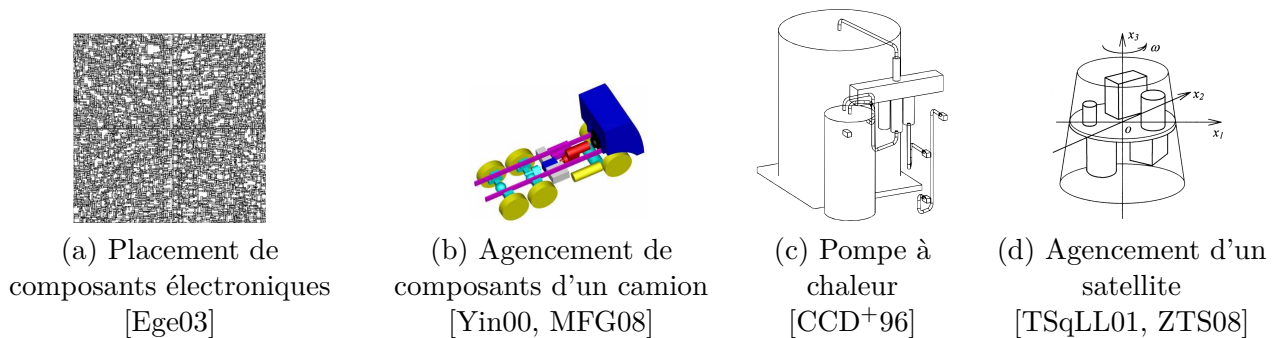 x₃
ω
x₂
o
x₁
(a) Placement de
composants électroniques
[Ege03]
(b) Agencement de
composants d'un camion
[Yin00, MFG08]
(c) Pompe à
chaleur
[CCD⁺96]
(d) Agencement d'un
satellite
[TSqLL01, ZTS08]